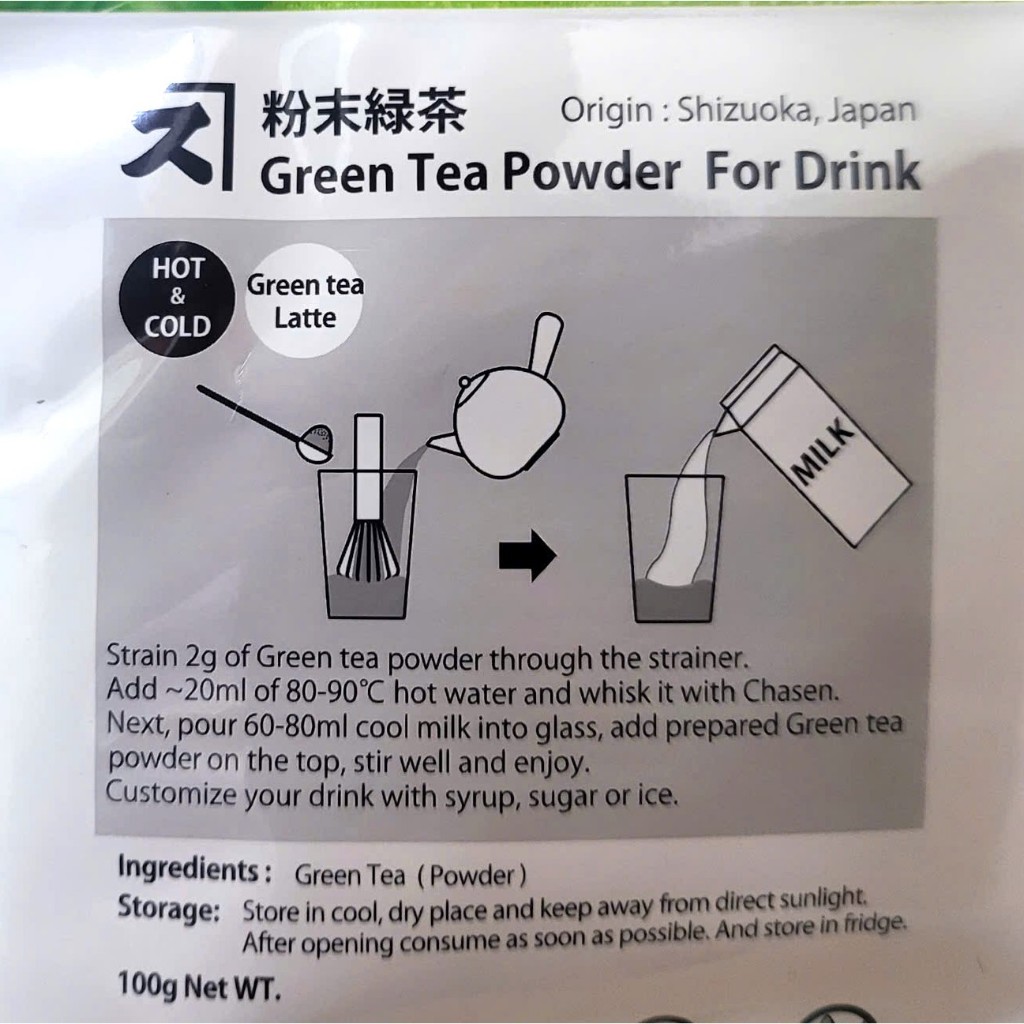 ス
粉末緑茶
Origin : Shizuoka, Japan
Green Tea Powder For Drink
HOT
&
COLD
Green tea
Latte
MILK
Strain 2g of Green tea powder through the strainer.
Add ~20ml of 80-90℃ hot water and whisk it with Chasen.
Next, pour 60-80ml cool milk into glass, add prepared Green tea
powder on the top, stir well and enjoy.
Customize your drink with syrup, sugar or ice.
Ingredients : Green Tea ( Powder )
Storage: Store in cool, dry place and keep away from direct sunlight.
After opening consume as soon as possible. And store in fridge.
100g Net WT.